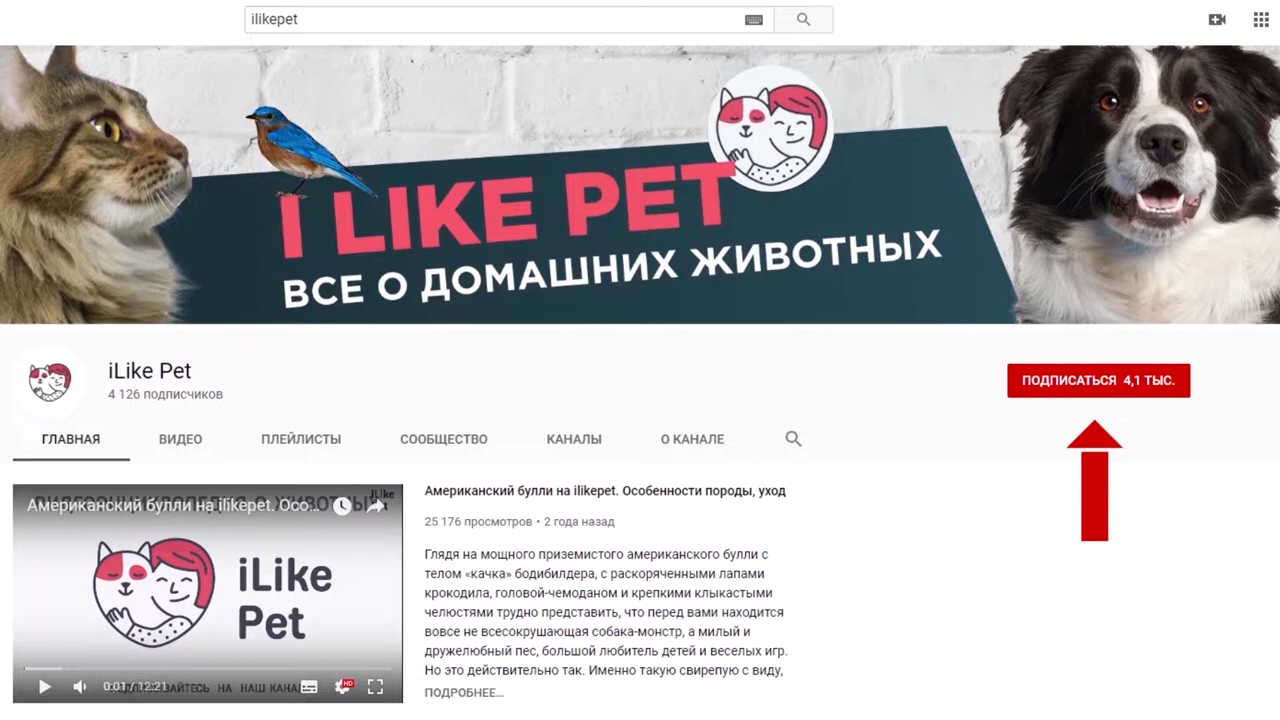 ilikepet
I LIKE PET
ВСЕ О ДОМАШНИХ ЖИВОТНЫХ
iLike Pet
4 126 подписчиков
ПОДПИСАТЬСЯ 4,1 ТЫС.
ГЛАВНАЯ ВИДЕО ПЛЕЙЛИСТЫ СООБЩЕСТВО КАНАЛЫ О КАНАЛЕ
Американский булли на ilikepet. Осо...
iLike
Pet
0:01 / 12:21
HD
Американский булли на ilikepet. Особенности породы, уход
25 176 просмотров • 2 года назад
Глядя на мощного приземистого американского булли с
телом «качка» бодибилдера, с раскоряченными лапами
крокодила, головой-чемоданом и крепкими клыкастыми
челюстями трудно представить, что перед вами находится
вовсе не всесокрушающая собака-монстр, а милый и
дружелюбный пес, большой любитель детей и веселых игр.
Но это действительно так. Именно такую свирепую с виду,
ПОДРОБНЕЕ...